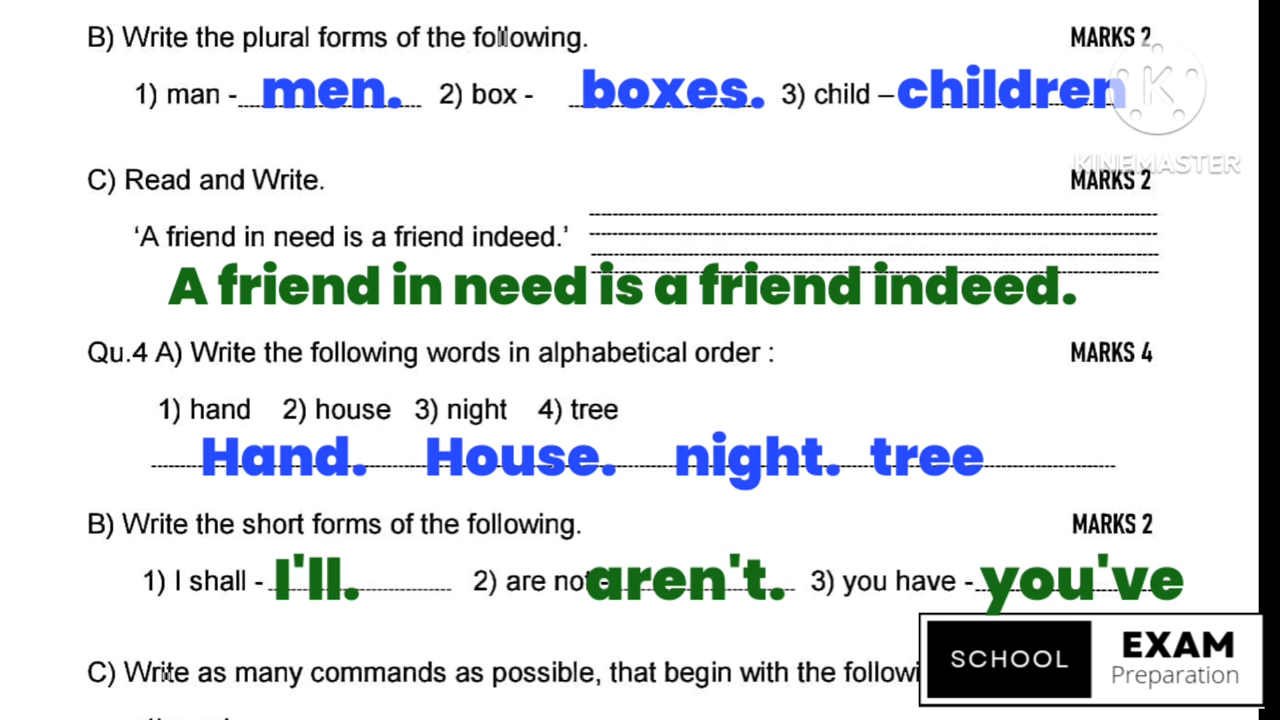 B) Write the plural forms of the following. MARKS 2
1) man - men. 2) box - boxes. 3) child – children
KINEMASTER
C) Read and Write. MARKS 2
‘A friend in need is a friend indeed.’
A friend in need is a friend indeed.
Qu.4 A) Write the following words in alphabetical order : MARKS 4
1) hand 2) house 3) night 4) tree
Hand. House. night. tree
B) Write the short forms of the following. MARKS 2
1) I shall - I'll. 2) are not aren't. 3) you have - you've
SCHOOL EXAM
Preparation
C) Write as many commands as possible, that begin with the followi